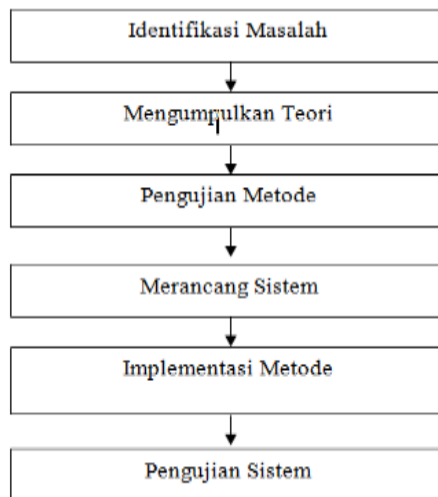 Identifikasi Masalah
Mengumpulkan Teori
Pengujian Metode
Merancang Sistem
Implementasi Metode
Pengujian Sistem